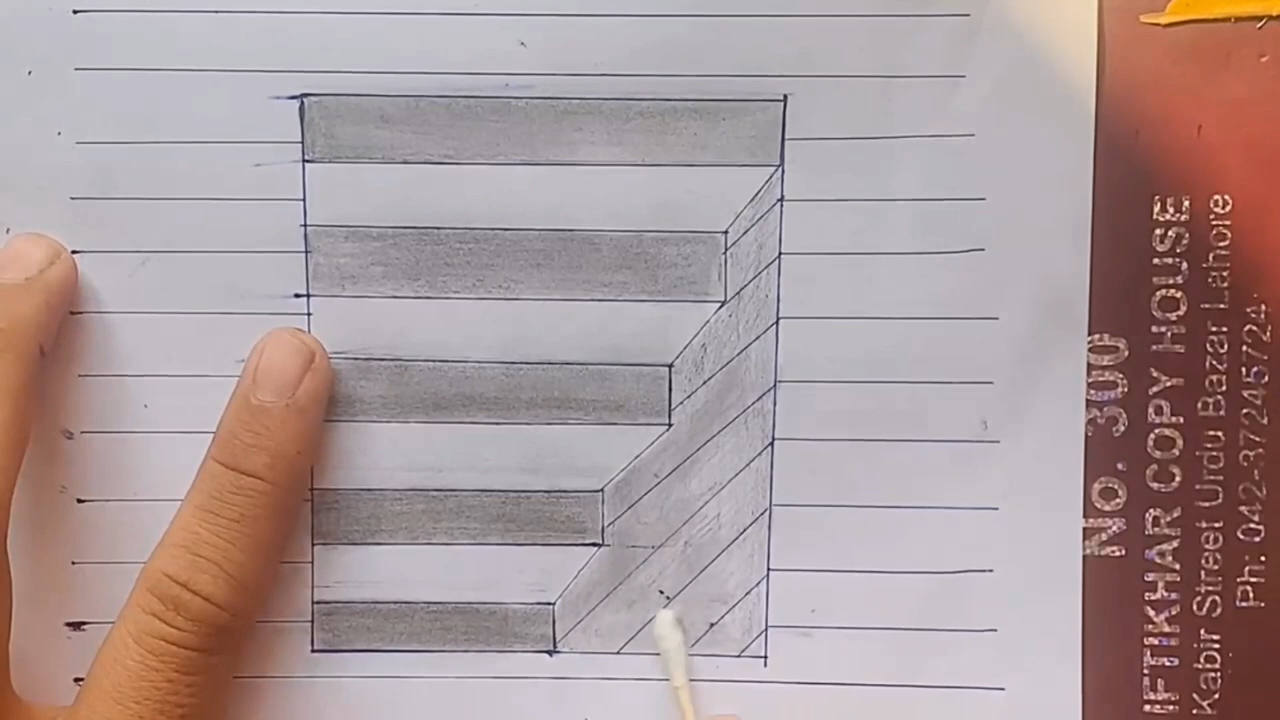 No. 300
IFTIKHAR COPY HOUSE
Kabir Street Urdu Bazar Lahore
Ph: 042-37245724